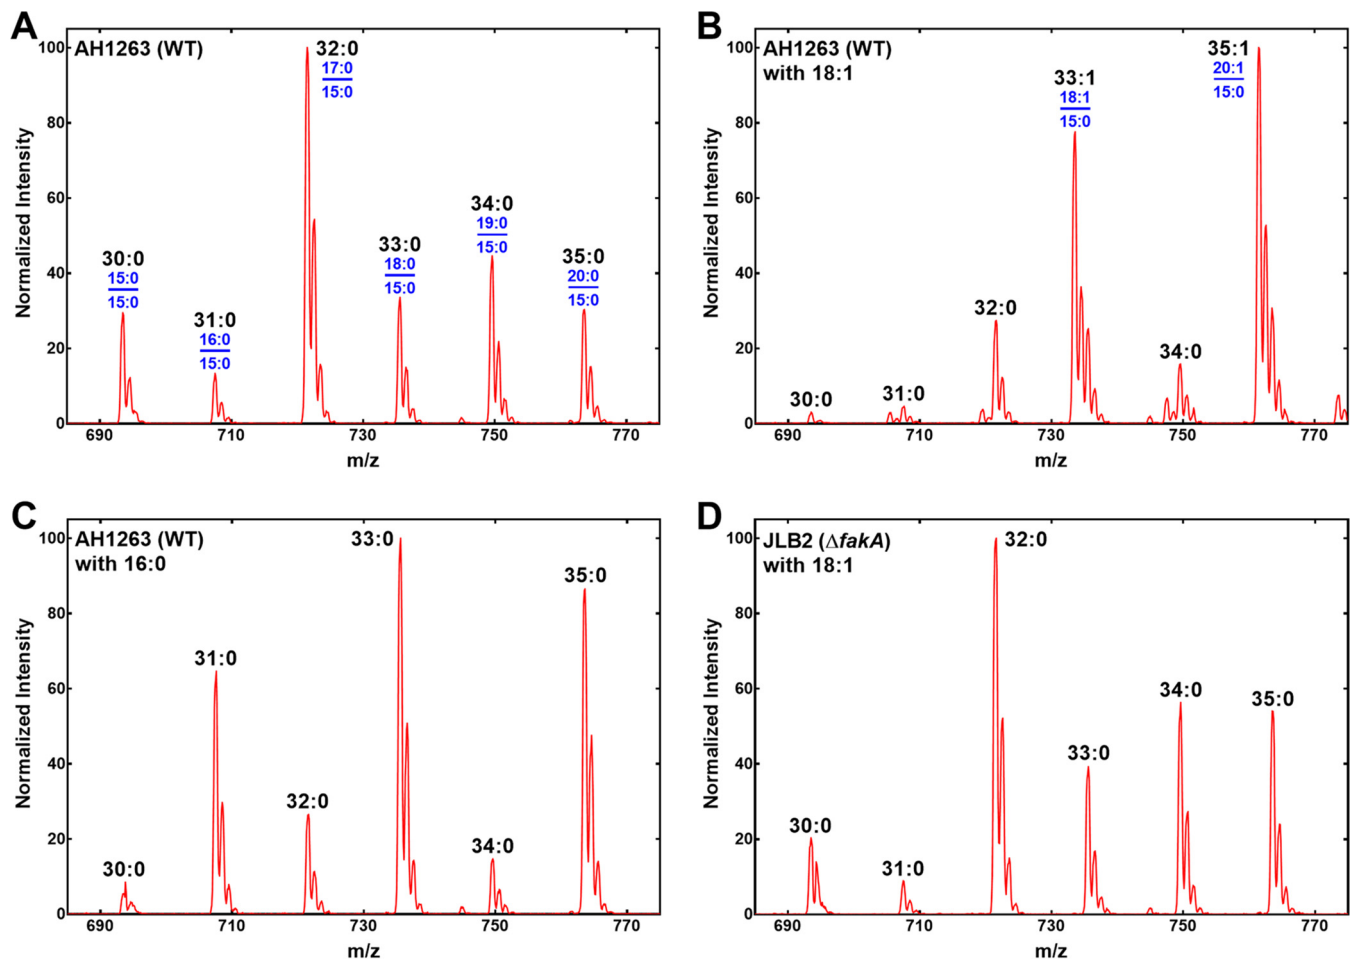 A
AH1263 (WT)
32:0
17:0
15:0
34:0
19:0
15:0
33:0
18:0
15:0
35:0
20:0
15:0
30:0
15:0
15:0
31:0
16:0
15:0
Normalized Intensity
100
80
60
40
20
0
690 710 730 750 770
m/z
B
AH1263 (WT)
with 18:1
35:1
20:1
15:0
33:1
18:1
15:0
32:0
34:0
31:0
30:0
Normalized Intensity
100
80
60
40
20
0
690 710 730 750 770
m/z
C
AH1263 (WT)
with 16:0
33:0
35:0
31:0
32:0
34:0
30:0
Normalized Intensity
100
80
60
40
20
0
690 710 730 750 770
m/z
D
JLB2 (ΔfakA)
with 18:1
32:0
34:0
35:0
33:0
30:0
31:0
Normalized Intensity
100
80
60
40
20
0
690 710 730 750 770
m/z